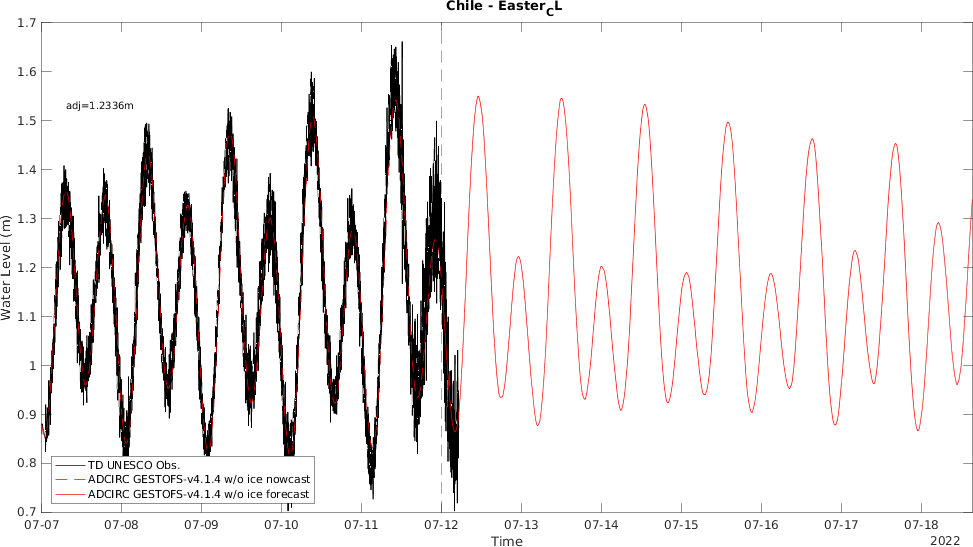 Chile - Easter_CL
1.7
1.6
1.5
1.4
1.3
1.2
1.1
1
0.9
0.8
0.7
Water Level (m)
adj=1.2336m
TD UNESCO Obs.
ADCIRC GESTOFS-v4.1.4 w/o ice nowcast
ADCIRC GESTOFS-v4.1.4 w/o ice forecast
07-07 07-08 07-09 07-10 07-11 07-12 07-13 07-14 07-15 07-16 07-17 07-18
Time
2022